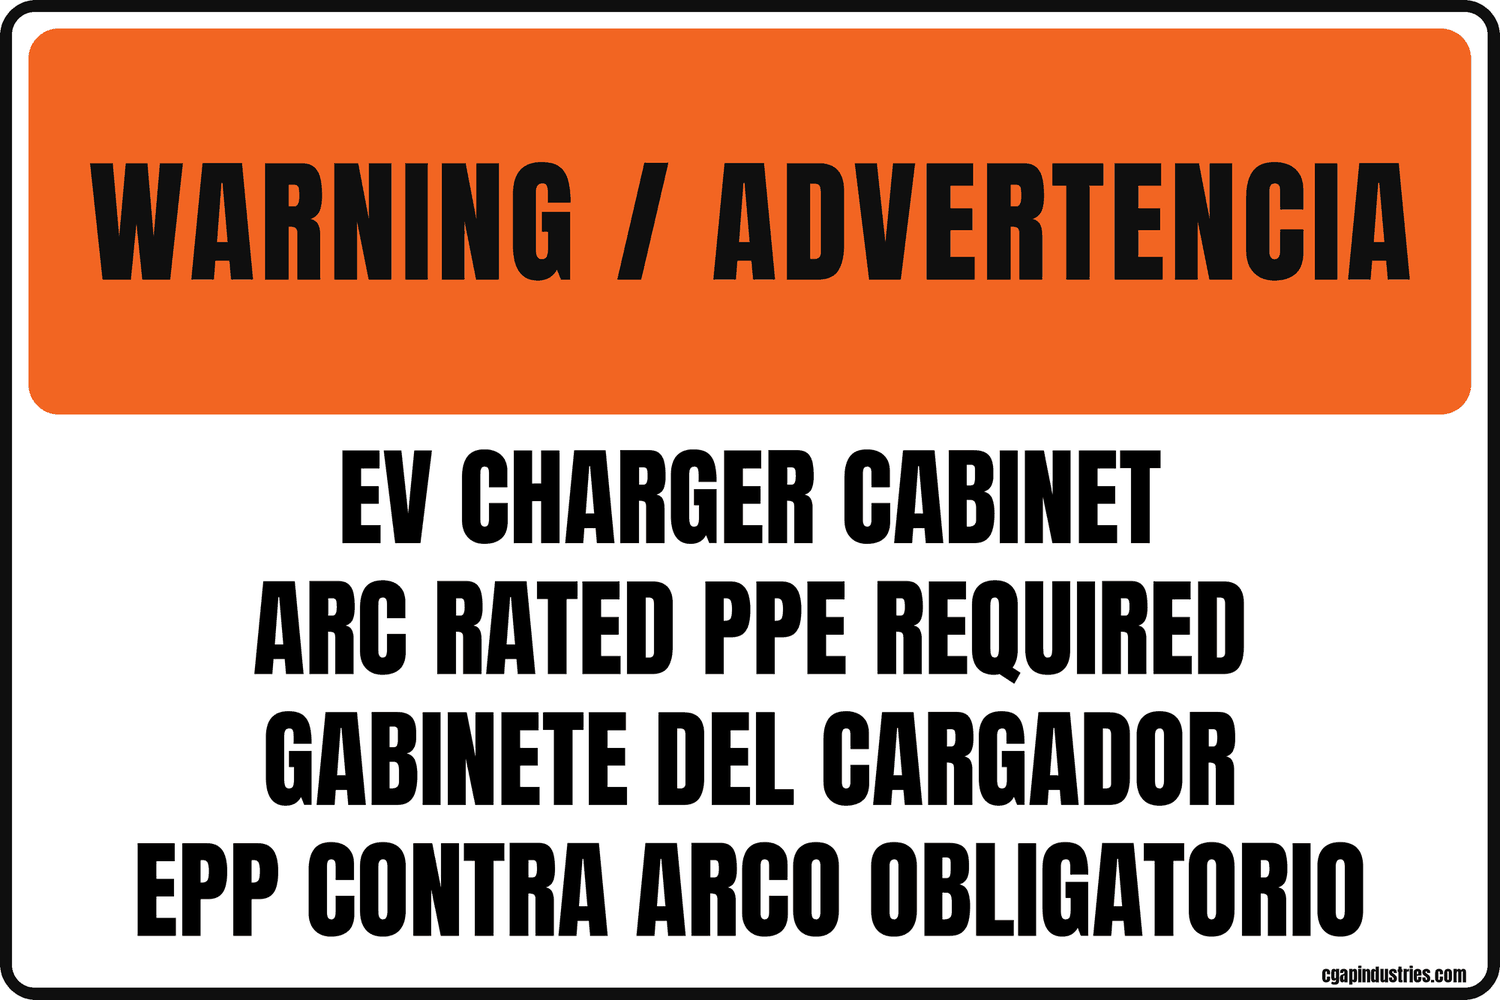 WARNING / ADVERTENCIA
EV CHARGER CABINET
ARC RATED PPE REQUIRED
GABINETE DEL CARGADOR
EPP CONTRA ARCO OBLIGATORIO
cgapindustries.com